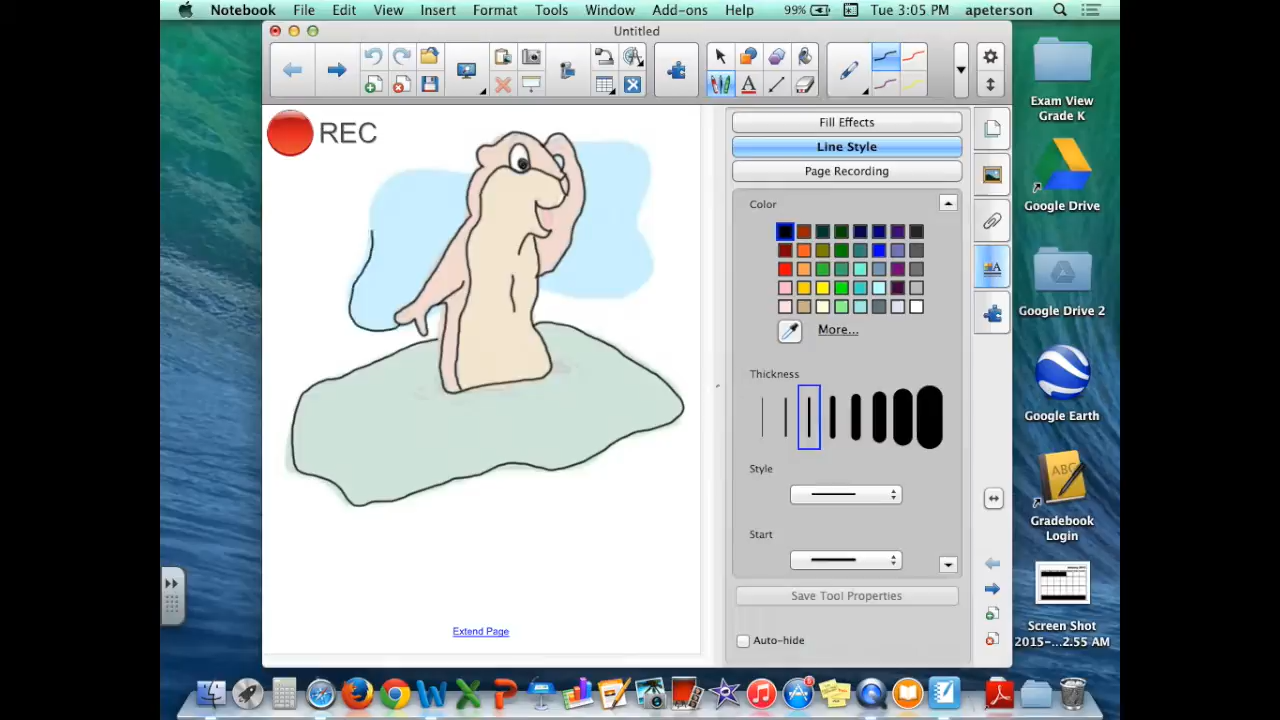 Notebook File Edit View Insert Format Tools Window Add-ons Help 99% Tue 3:05 PM apeterson
Untitled
REC
Fill Effects
Line Style
Page Recording
Color
More...
Thickness
Style
Start
Save Tool Properties
Auto-hide
Extend Page
Exam View
Grade K
Google Drive
Google Drive 2
Google Earth
ABC
Gradebook
Login
Screen Shot
2015-...2.55 AM